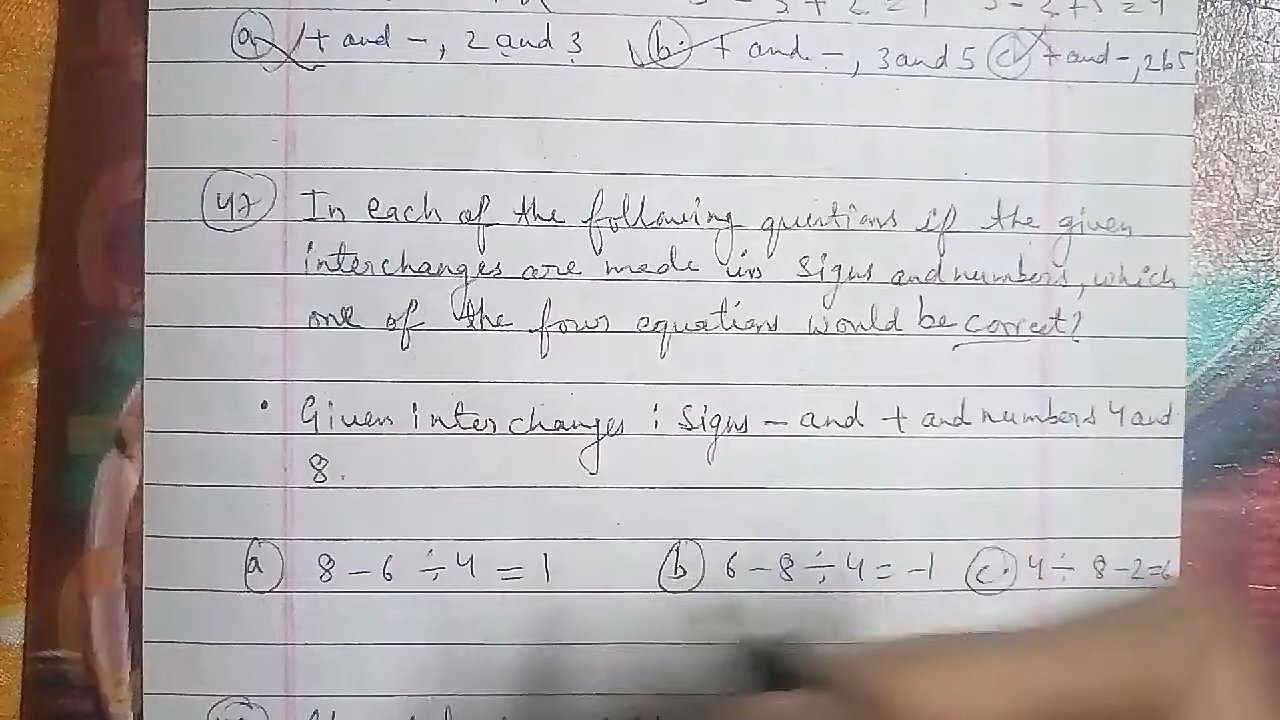 (a) + and -, 2 and 3 (b) + and -, 3 and 5 (c) + and -, 2 & 5
(47) In each of the following questions if the given
interchanges are made in signs and numbers, which
one of the four equations would be correct?
• Given interchanges : Signs - and + and numbers 4 and
8.
(a) 8 - 6 ÷ 4 = 1 (b) 6 - 8 ÷ 4 = -1 (c) 4 ÷ 8 - 2 = 6